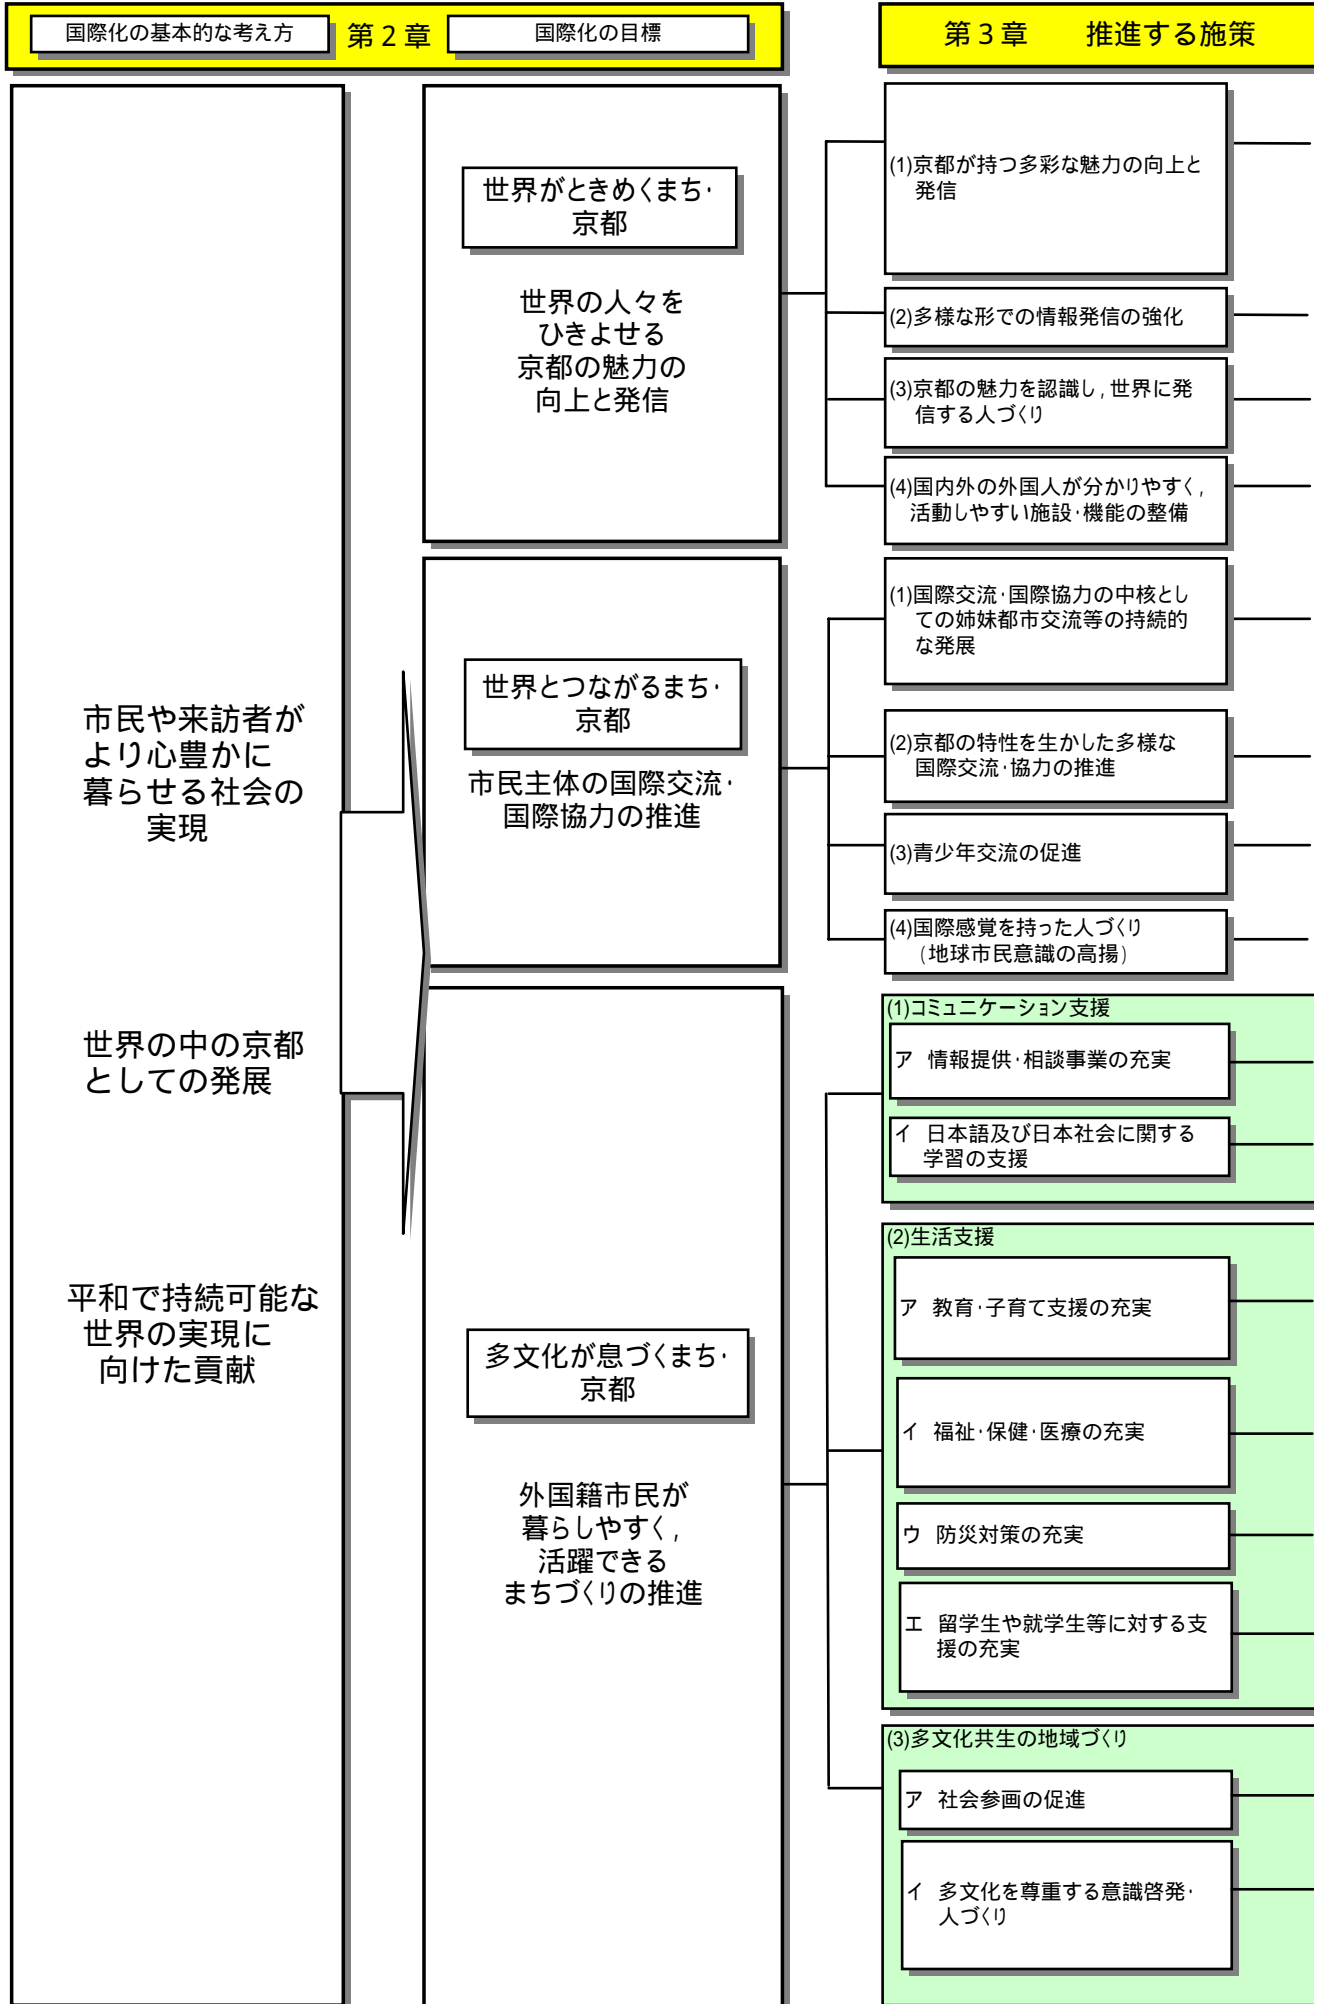 国際化の基本的な考え方
第2章
国際化の目標
第3章 推進する施策
市民や来訪者が
より心豊かに
暮らせる社会の
実現
世界の中の京都
としての発展
平和で持続可能な
世界の実現に
向けた貢献
世界がときめくまち・
京都
世界の人々を
ひきよせる
京都の魅力の
向上と発信
(1)京都が持つ多彩な魅力の向上と
発信
(2)多様な形での情報発信の強化
(3)京都の魅力を認識し,世界に発
信する人づくり
(4)国内外の外国人が分かりやすく,
活動しやすい施設・機能の整備
世界とつながるまち・
京都
市民主体の国際交流・
国際協力の推進
(1)国際交流・国際協力の中核とし
ての姉妹都市交流等の持続的
な発展
(2)京都の特性を生かした多様な
国際交流・協力の推進
(3)青少年交流の促進
(4)国際感覚を持った人づくり
(地球市民意識の高揚)
多文化が息づくまち・
京都
外国籍市民が
暮らしやすく,
活躍できる
まちづくりの推進
(1)コミュニケーション支援
ア 情報提供・相談事業の充実
イ 日本語及び日本社会に関する
学習の支援
(2)生活支援
ア 教育・子育て支援の充実
イ 福祉・保健・医療の充実
ウ 防災対策の充実
エ 留学生や就学生等に対する支
援の充実
(3)多文化共生の地域づくり
ア 社会参画の促進
イ 多文化を尊重する意識啓発・
人づくり